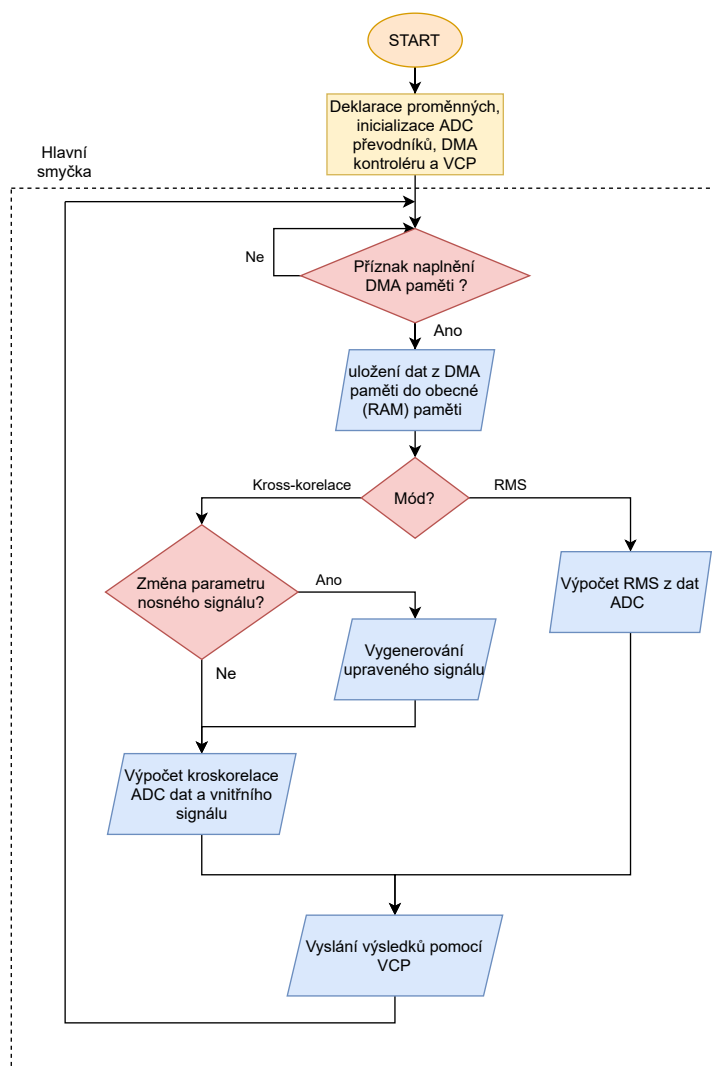 START
Deklarace proměnných,
inicializace ADC
převodníků, DMA
kontroléru a VCP
Hlavní
smyčka
Ne
Příznak naplnění
DMA paměti ?
Ano
uložení dat z DMA
paměti do obecné
(RAM) paměti
Kross-korelace
Mód?
RMS
Změna parametru
nosného signálu?
Ano
Výpočet RMS z dat
ADC
Vygenerování
upraveného signálu
Ne
Výpočet kroskorelace
ADC dat a vnitřního
signálu
Vyslání výsledků pomocí
VCP